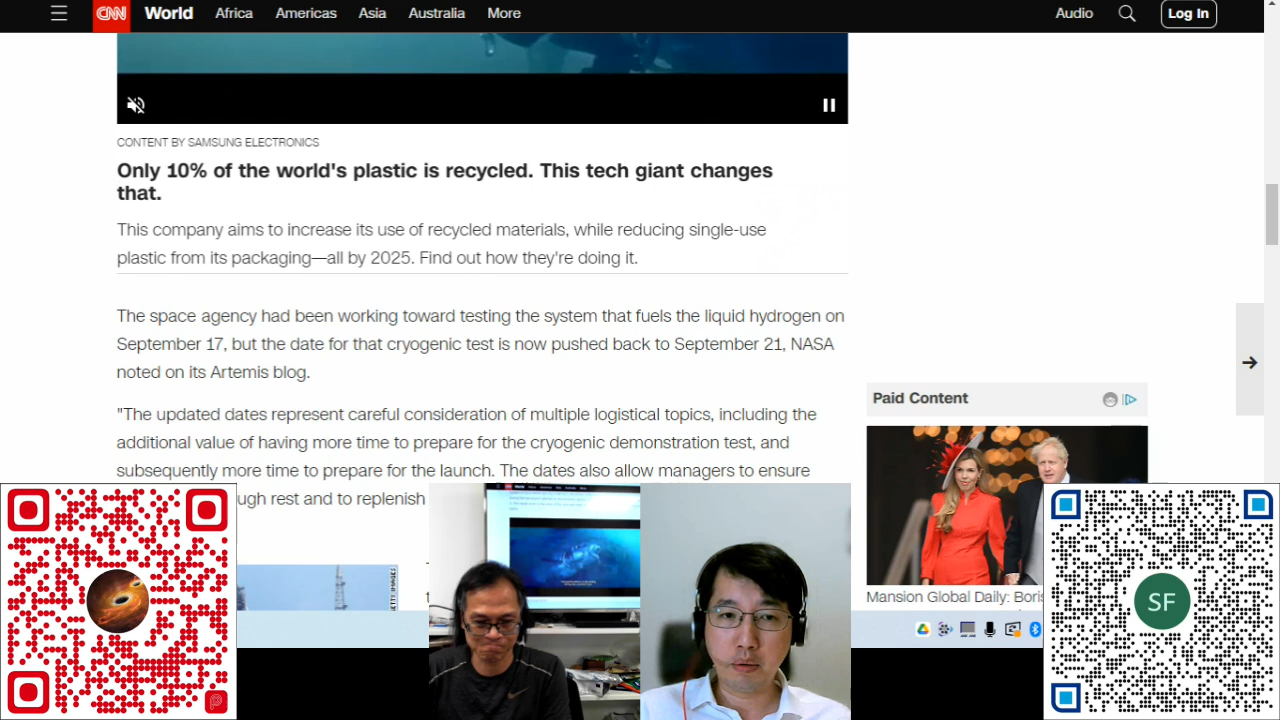 CNN World Africa Americas Asia Australia More Audio Log In
CONTENT BY SAMSUNG ELECTRONICS
Only 10% of the world's plastic is recycled. This tech giant changes
that.
This company aims to increase its use of recycled materials, while reducing single-use
plastic from its packaging—all by 2025. Find out how they're doing it.
The space agency had been working toward testing the system that fuels the liquid hydrogen on
September 17, but the date for that cryogenic test is now pushed back to September 21, NASA
noted on its Artemis blog.
"The updated dates represent careful consideration of multiple logistical topics, including the
additional value of having more time to prepare for the cryogenic demonstration test, and
subsequently more time to prepare for the launch. The dates also allow managers to ensure
ugh rest and to replenish
GETTY IMAGES
Paid Content
Mansion Global Daily: Boris
SF